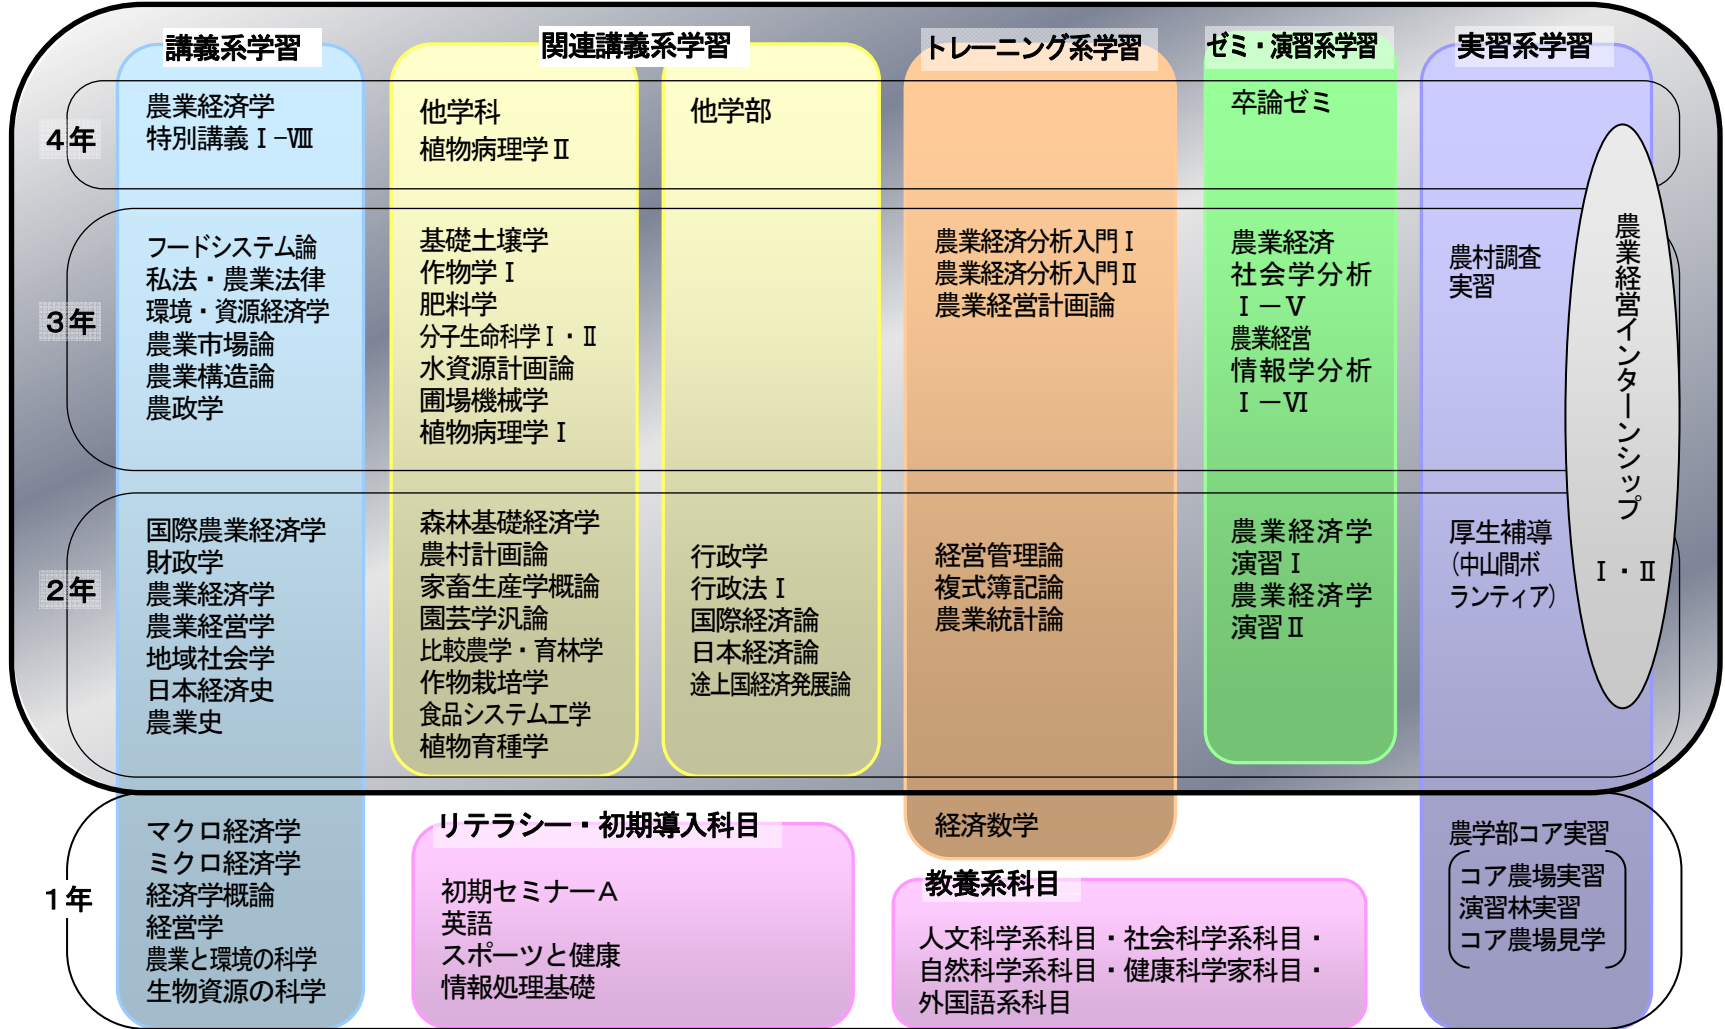 講義系学習
関連講義系学習
トレーニング系学習
ゼミ・演習系学習
実習系学習
4年
農業経済学
特別講義Ⅰ-Ⅷ
他学科
植物病理学Ⅱ
他学部
卒論ゼミ
3年
フードシステム論
私法・農業法律
環境・資源経済学
農業市場論
農業構造論
農政学
基礎土壌学
作物学Ⅰ
肥料学
分子生命科学Ⅰ・Ⅱ
水資源計画論
圃場機械学
植物病理学Ⅰ
農業経済分析入門Ⅰ
農業経済分析入門Ⅱ
農業経営計画論
農業経済
社会学分析
Ⅰ－Ⅴ
農業経営
情報学分析
Ⅰ－Ⅵ
農村調査
実習
農業経営インターンシップ
Ⅰ・Ⅱ
2年
国際農業経済学
財政学
農業経済学
農業経営学
地域社会学
日本経済史
農業史
森林基礎経済学
農村計画論
家畜生産学概論
園芸学汎論
比較農学・育林学
作物栽培学
食品システム工学
植物育種学
行政学
行政法Ⅰ
国際経済論
日本経済論
途上国経済発展論
経営管理論
複式簿記論
農業統計論
農業経済学
演習Ⅰ
農業経済学
演習Ⅱ
厚生補導
（中山間ボ
ランティア）
1年
マクロ経済学
ミクロ経済学
経済学概論
経営学
農業と環境の科学
生物資源の科学
リテラシー・初期導入科目
初期セミナーA
英語
スポーツと健康
情報処理基礎
経済数学
教養系科目
人文科学系科目・社会科学系科目・
自然科学系科目・健康科学家科目・
外国語系科目
農学部コア実習
コア農場実習
演習林実習
コア農場見学